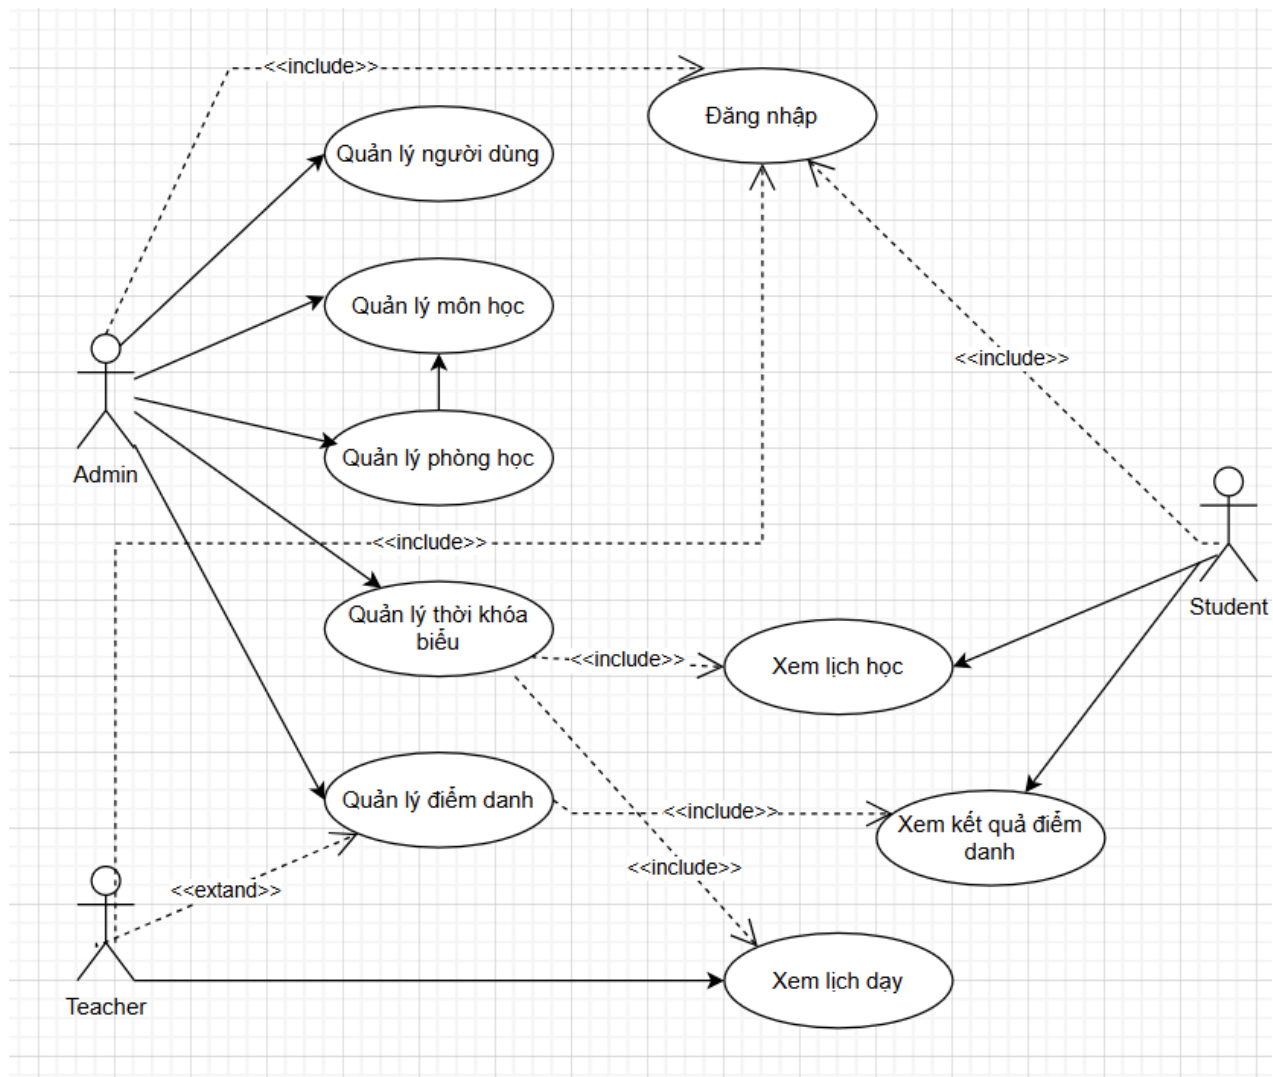 <<include>>
Đăng nhập
Quản lý người dùng
Quản lý môn học
<<include>>
Quản lý phòng học
Admin
<<include>>
Student
Quản lý thời khóa
biểu
<<include>>
Xem lịch học
Quản lý điểm danh
<<include>>
Xem kết quả điểm
danh
<<include>>
<<extand>>
Xem lịch dạy
Teacher